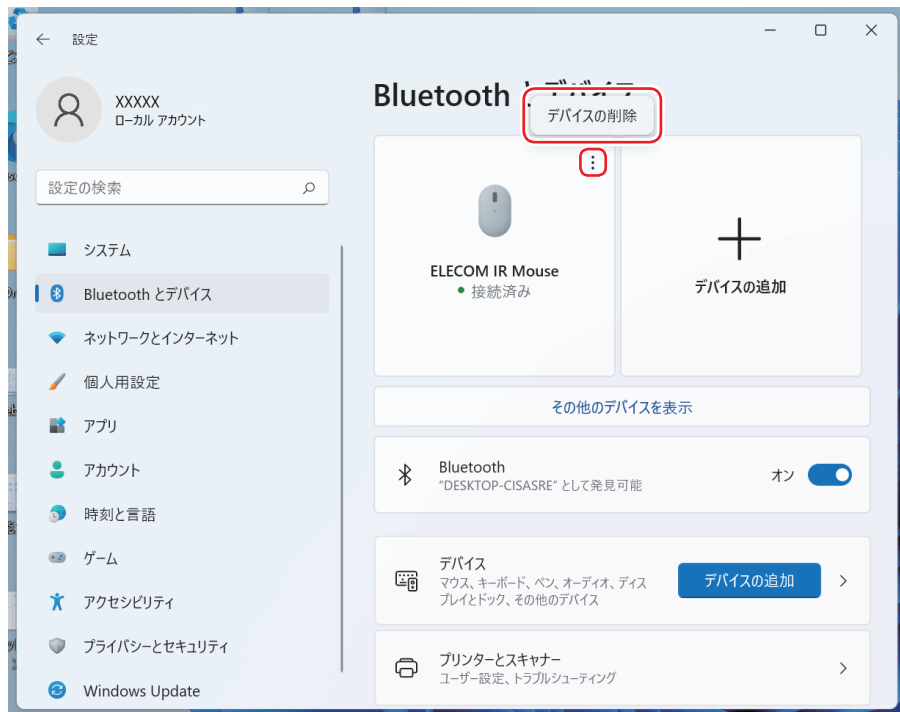 設定
XXXXX
ローカル アカウント
設定の検索
システム
Bluetooth とデバイス
ネットワークとインターネット
個人用設定
アプリ
アカウント
時刻と言語
ゲーム
アクセシビリティ
プライバシーとセキュリティ
Windows Update
Bluetooth とデバイス
デバイスの削除
ELECOM IR Mouse
接続済み
デバイスの追加
その他のデバイスを表示
Bluetooth
"DESKTOP-CISASRE" として発見可能
オン
デバイス
マウス、キーボード、ペン、オーディオ、ディス
プレイとドック、その他のデバイス
デバイスの追加
プリンターとスキャナー
ユーザー設定、トラブルシューティング